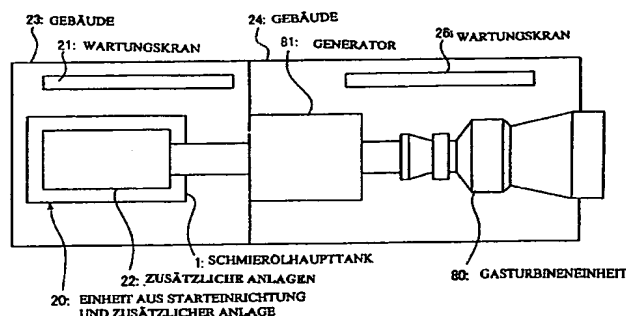 23: GEBÄUDE
24: GEBÄUDE
21: WARTUNGSKRAN
81: GENERATOR
26: WARTUNGSKRAN
1: SCHMIERÖLHAUPTTANK
22: ZUSÄTZLICHE ANLAGEN
80: GASTURBINENEINHEIT
20: EINHEIT AUS STARTEINRICHTUNG
UND ZUSÄTZLICHER ANLAGE